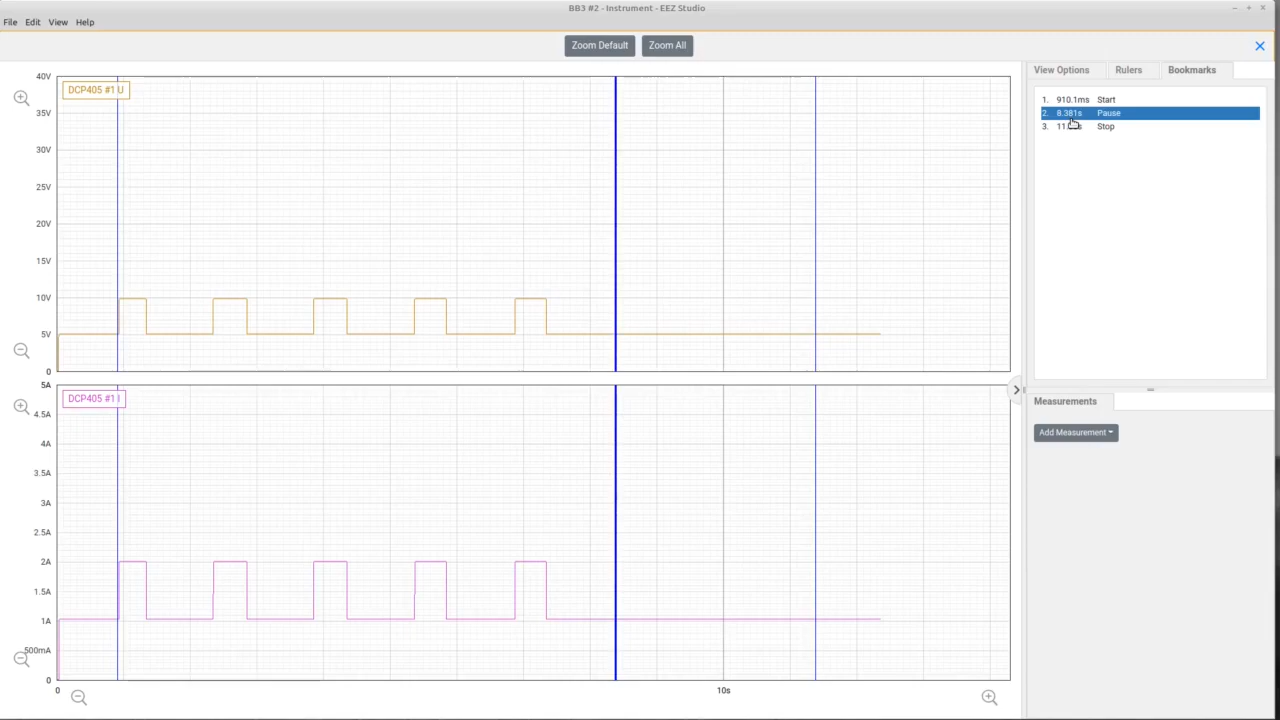 BB3 #2 - Instrument - EEZ Studio
File Edit View Help
Zoom Default Zoom All
View Options Rulers Bookmarks
1. 910.1ms Start
2. 8.381s Pause
3. Stop
Measurements
Add Measurement
DCP405 #1 U
40V
35V
30V
25V
20V
15V
10V
5V
0
DCP405 #1 I
5A
4.5A
4A
3.5A
3A
2.5A
2A
1.5A
1A
500mA
0
0 10s